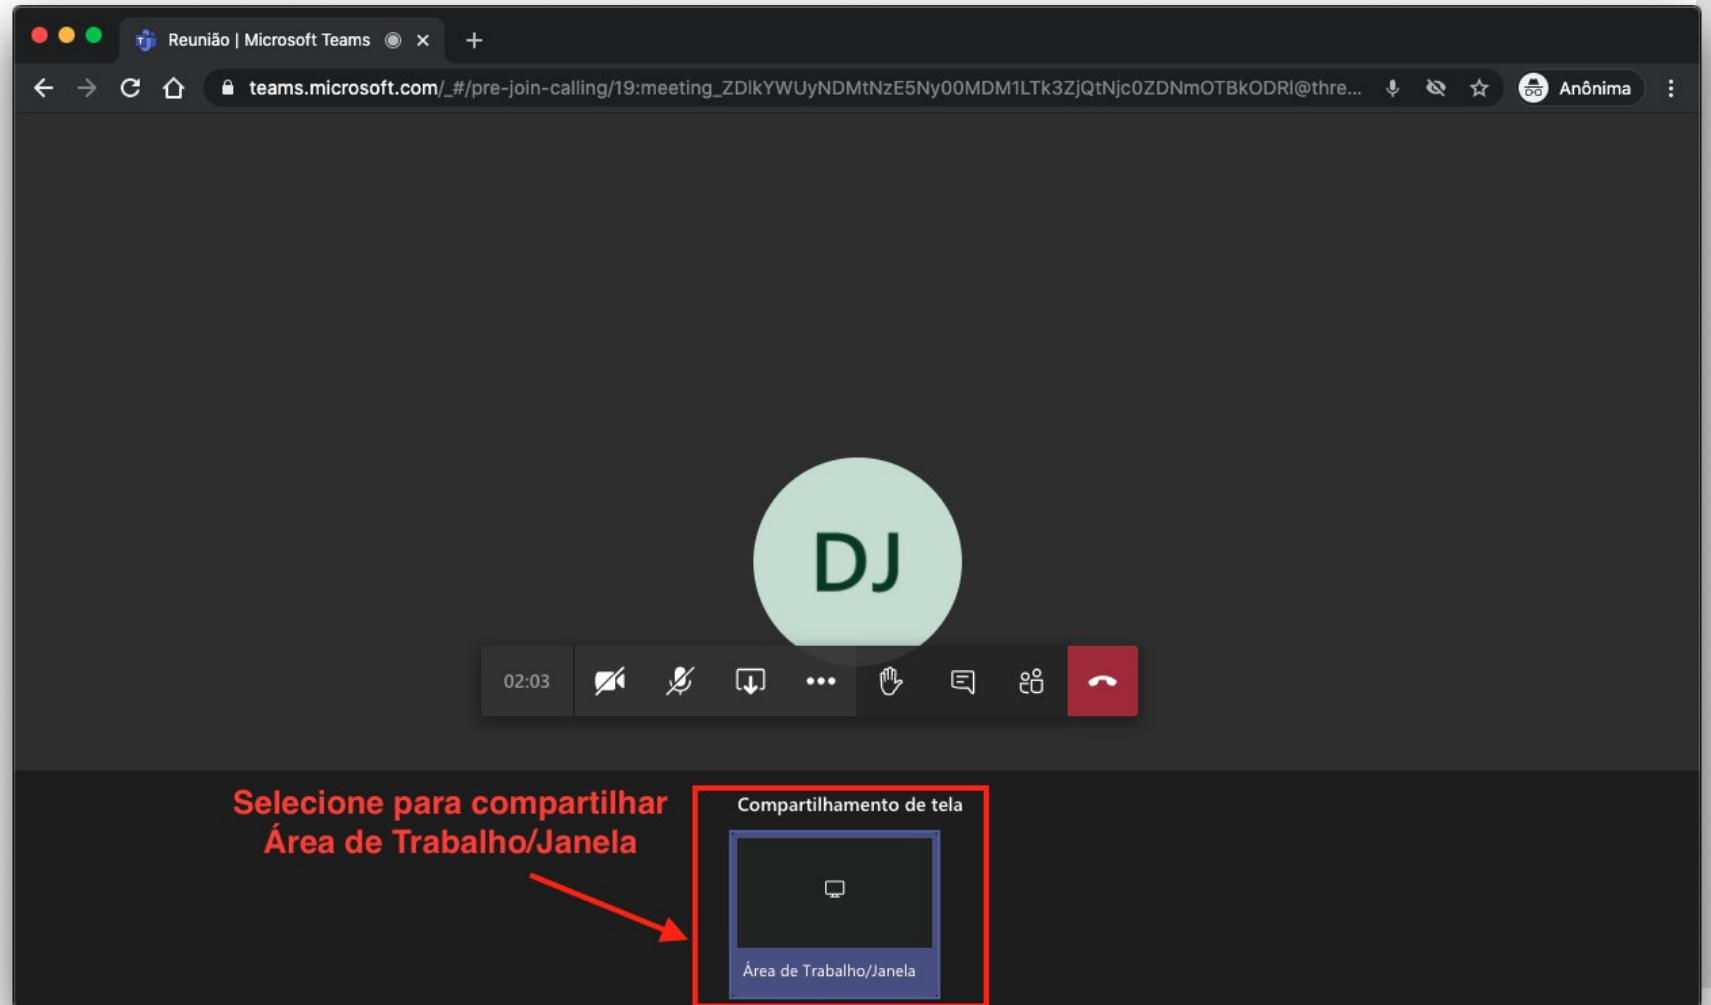 Reunião | Microsoft Teams
teams.microsoft.com/_#/pre-join-calling/19:meeting_ZDlkYWUyNDMtNzE5Ny00MDM1LTk3ZjQtNjc0ZDNmOTBkODRl@thre...
Anônima
DJ
02:03
Selecione para compartilhar
Área de Trabalho/Janela
Compartilhamento de tela
Área de Trabalho/Janela